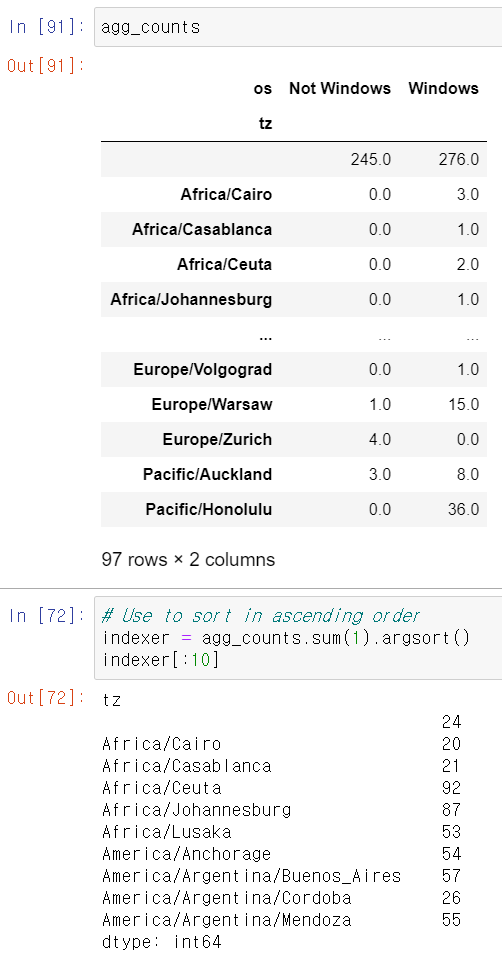 In [91]: agg_counts
Out[91]:
os Not Windows Windows
tz
245.0 276.0
Africa/Cairo 0.0 3.0
Africa/Casablanca 0.0 1.0
Africa/Ceuta 0.0 2.0
Africa/Johannesburg 0.0 1.0
... ... ...
Europe/Volgograd 0.0 1.0
Europe/Warsaw 1.0 15.0
Europe/Zurich 4.0 0.0
Pacific/Auckland 3.0 8.0
Pacific/Honolulu 0.0 36.0
97 rows × 2 columns
In [72]: # Use to sort in ascending order
indexer = agg_counts.sum(1).argsort()
indexer[:10]
Out[72]: tz
24
Africa/Cairo 20
Africa/Casablanca 21
Africa/Ceuta 92
Africa/Johannesburg 87
Africa/Lusaka 53
America/Anchorage 54
America/Argentina/Buenos_Aires 57
America/Argentina/Cordoba 26
America/Argentina/Mendoza 55
dtype: int64